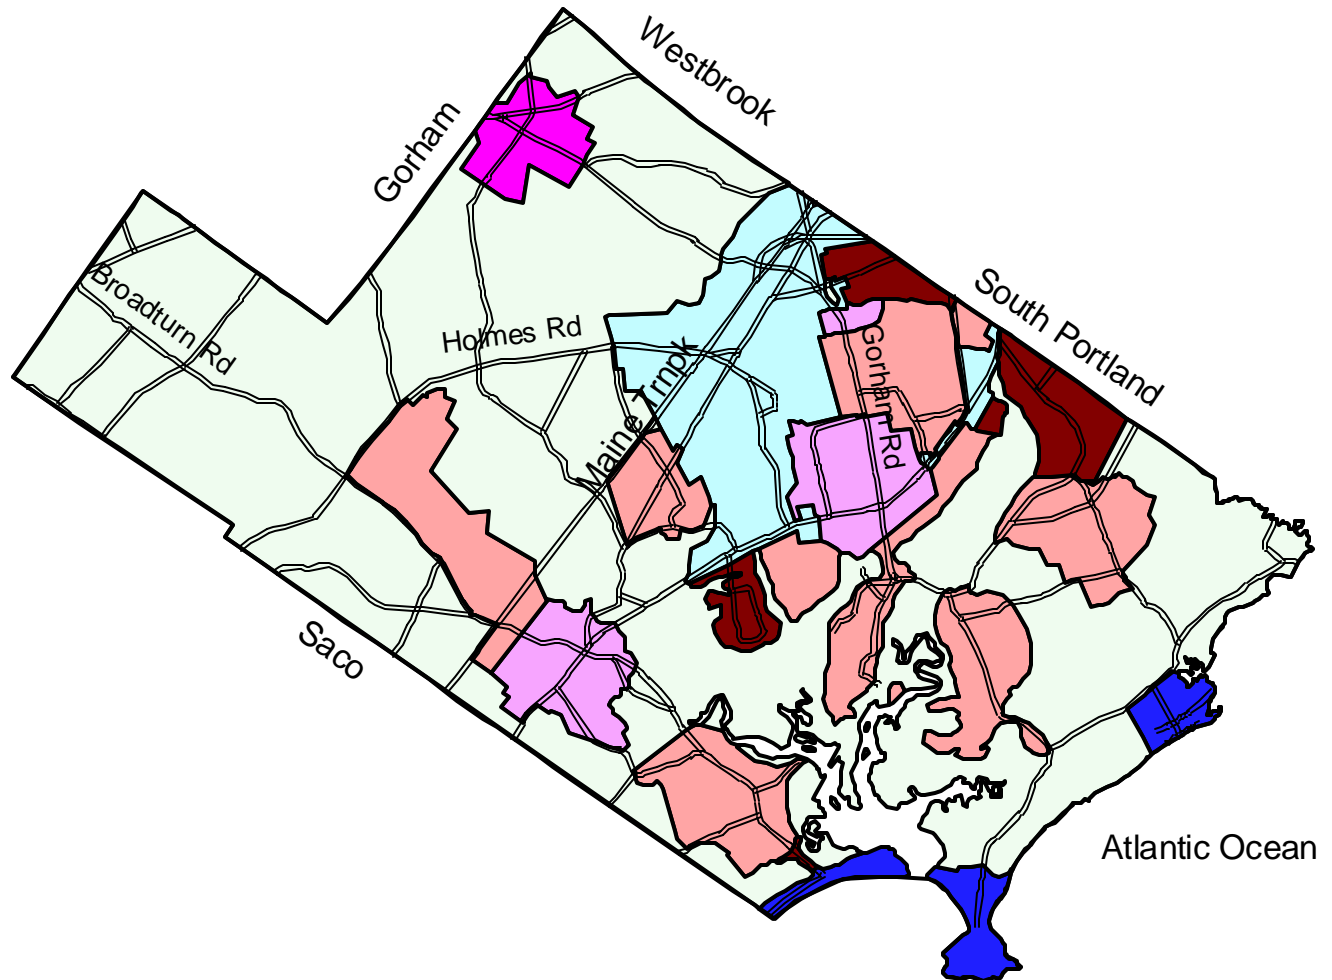 Westbrook
Gorham
South Portland
Broadturn Rd
Holmes Rd
Gorham Rd
Maine Trnpk
Saco
Atlantic Ocean